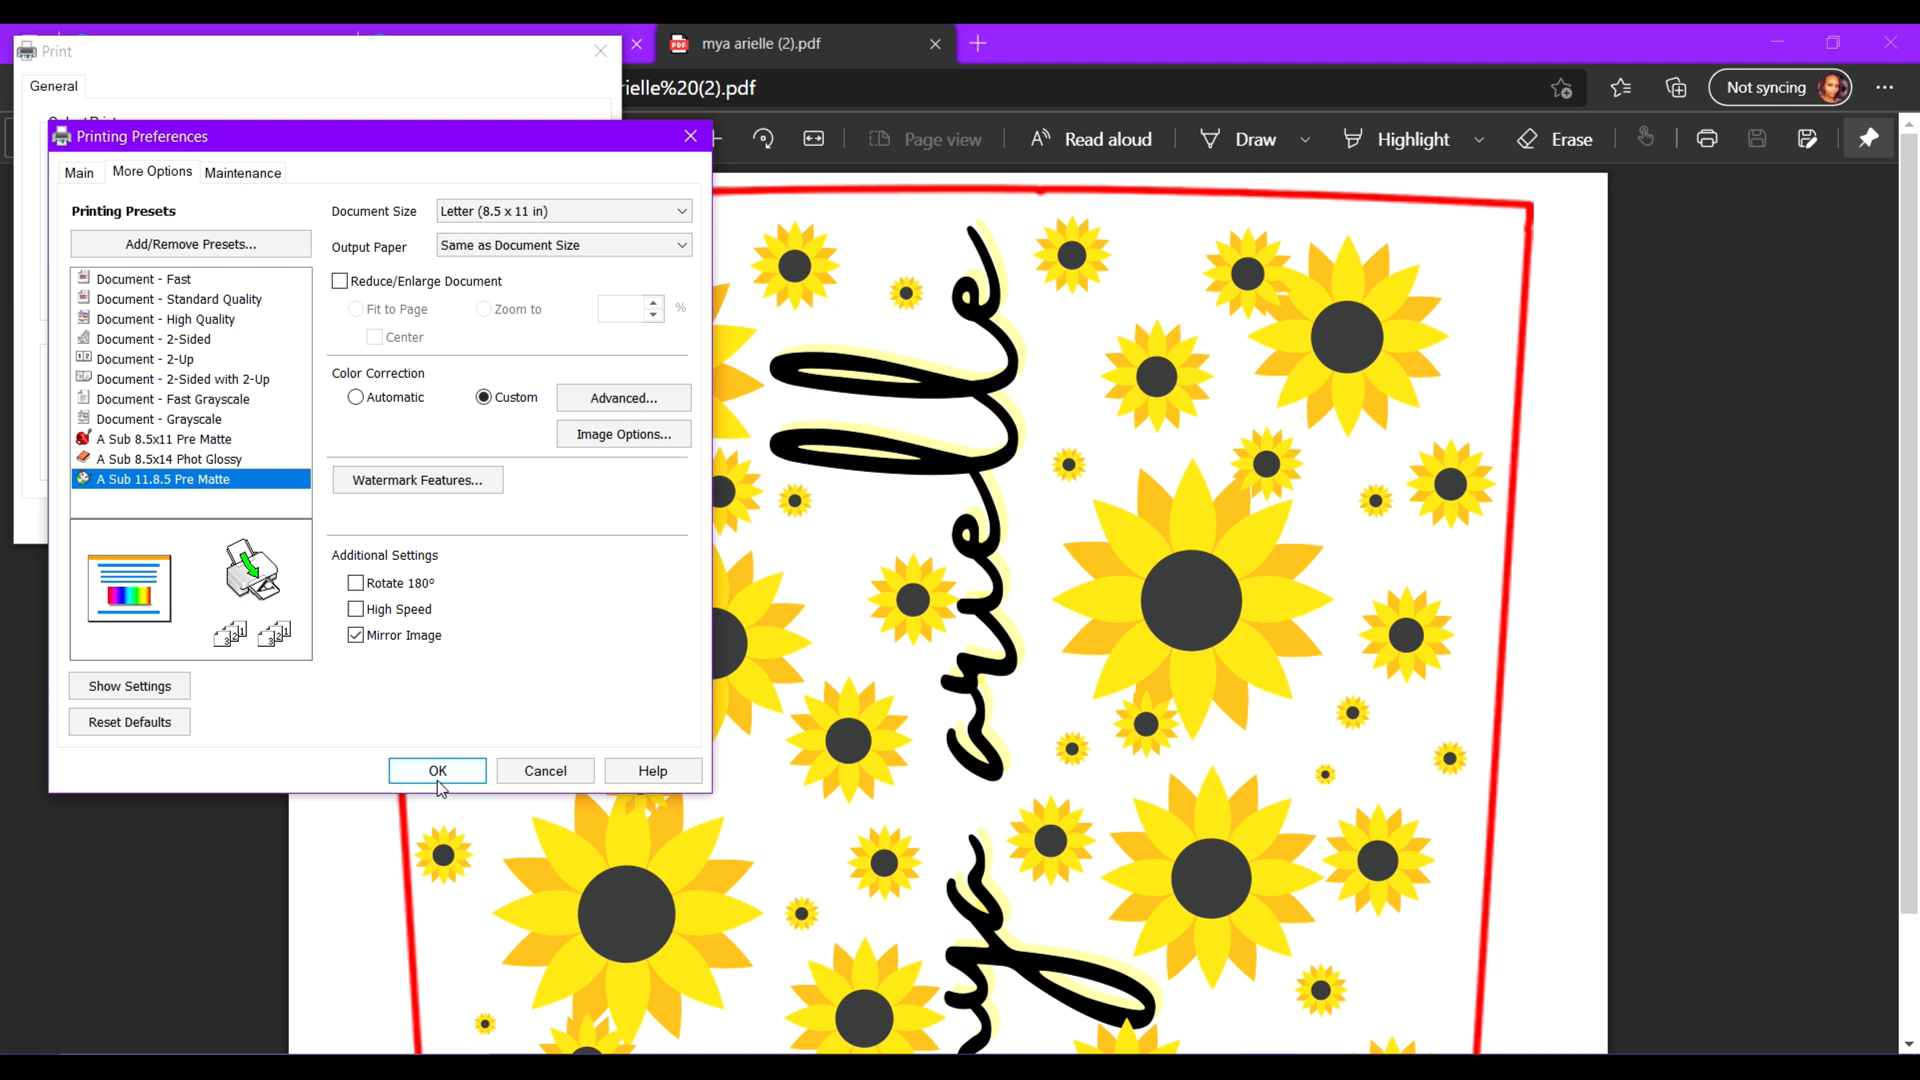 Print
mya arielle (2).pdf
General
rielle%20(2).pdf
Not syncing
Printing Preferences
Page view
Read aloud
Draw
Highlight
Erase
Main
More Options
Maintenance
Printing Presets
Add/Remove Presets...
Document - Fast
Document - Standard Quality
Document - High Quality
Document - 2-Sided
Document - 2-Up
Document - 2-Sided with 2-Up
Document - Fast Grayscale
Document - Grayscale
A Sub 8.5x11 Pre Matte
A Sub 8.5x14 Phot Glossy
A Sub 11.8.5 Pre Matte
Show Settings
Reset Defaults
Document Size
Letter (8.5 x 11 in)
Output Paper
Same as Document Size
Reduce/Enlarge Document
Fit to Page
Zoom to
%
Center
Color Correction
Automatic
Custom
Advanced...
Image Options...
Watermark Features...
Additional Settings
Rotate 180°
High Speed
Mirror Image
OK
Cancel
Help
mya arielle